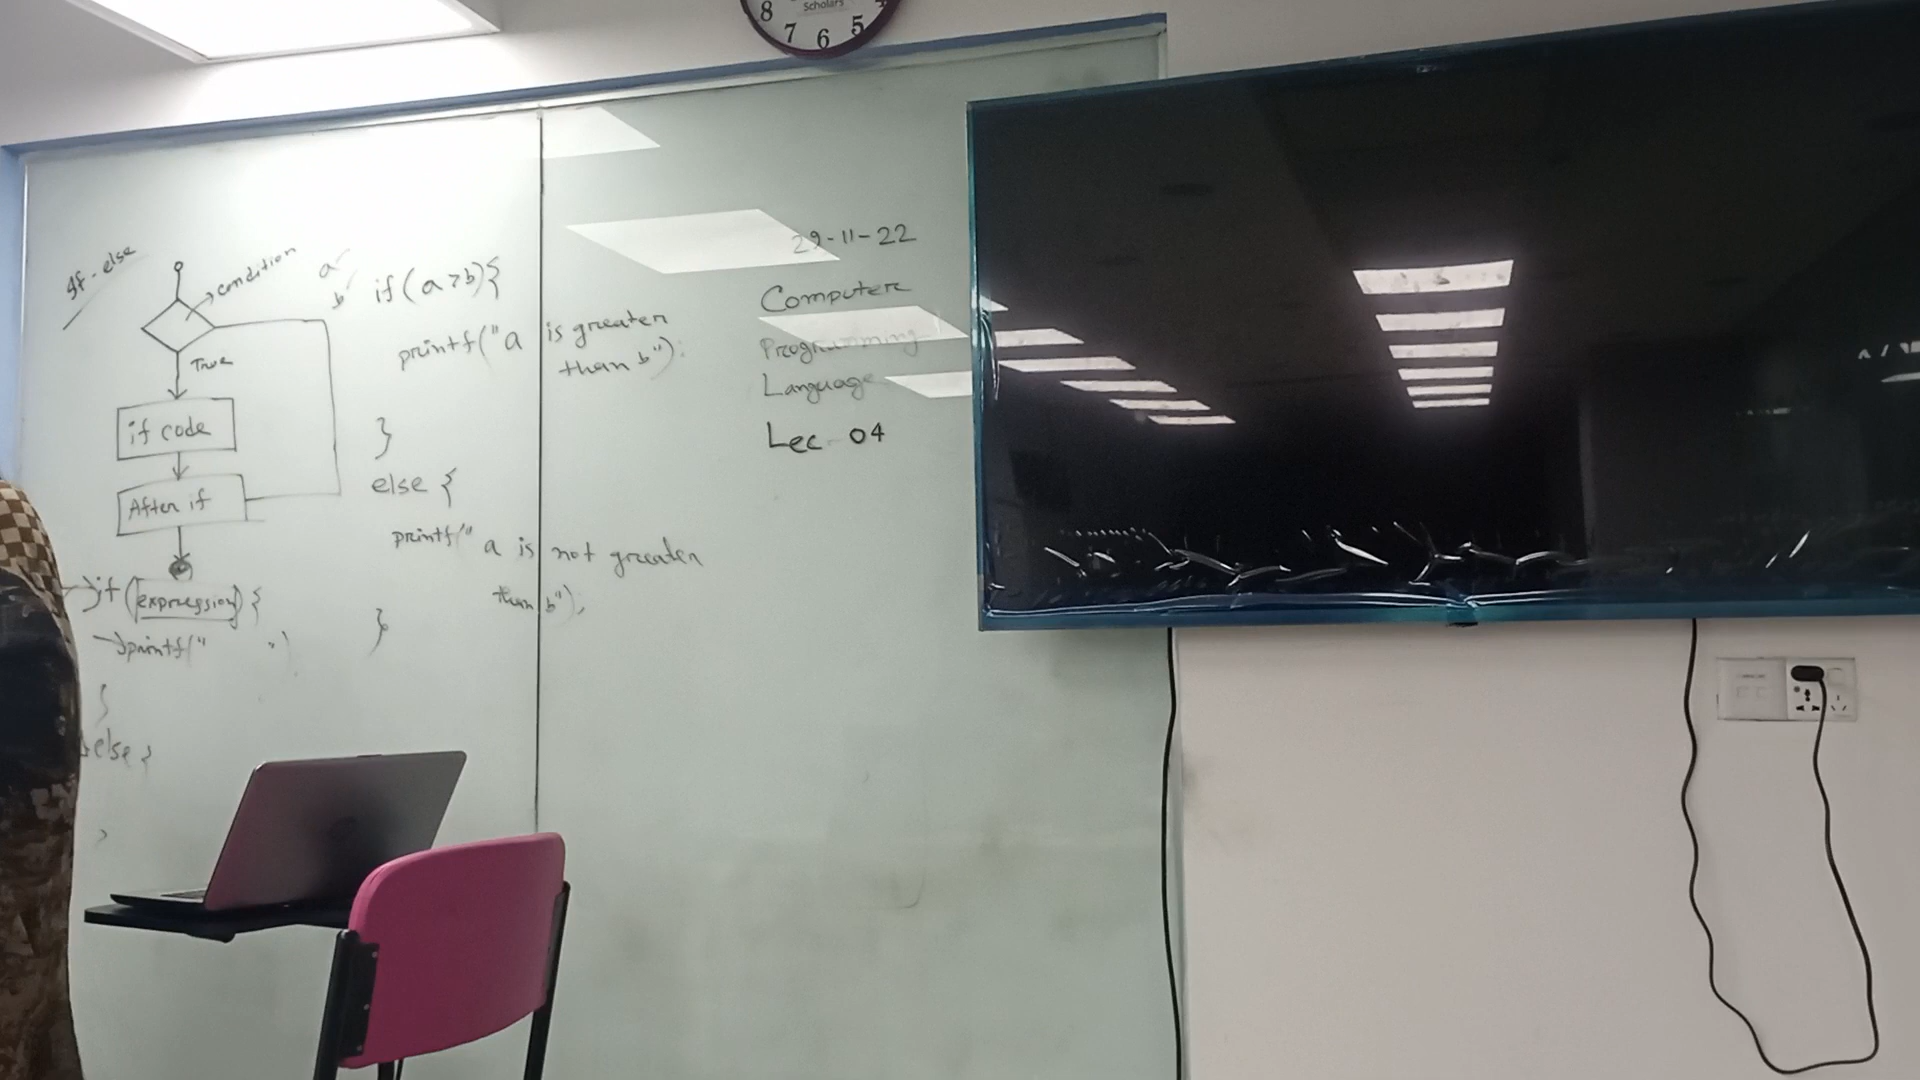 Scholars
8 7 6 5
If-else
condition
True
if code
After if
if (expression) {
printf("        ")
}
else {
}
a
b
if (a>b){
printf("a is greater
than b");
}
else {
printf(" a is not greater
than b");
}
29-11-22
Computer
Programming
Language
Lec 04